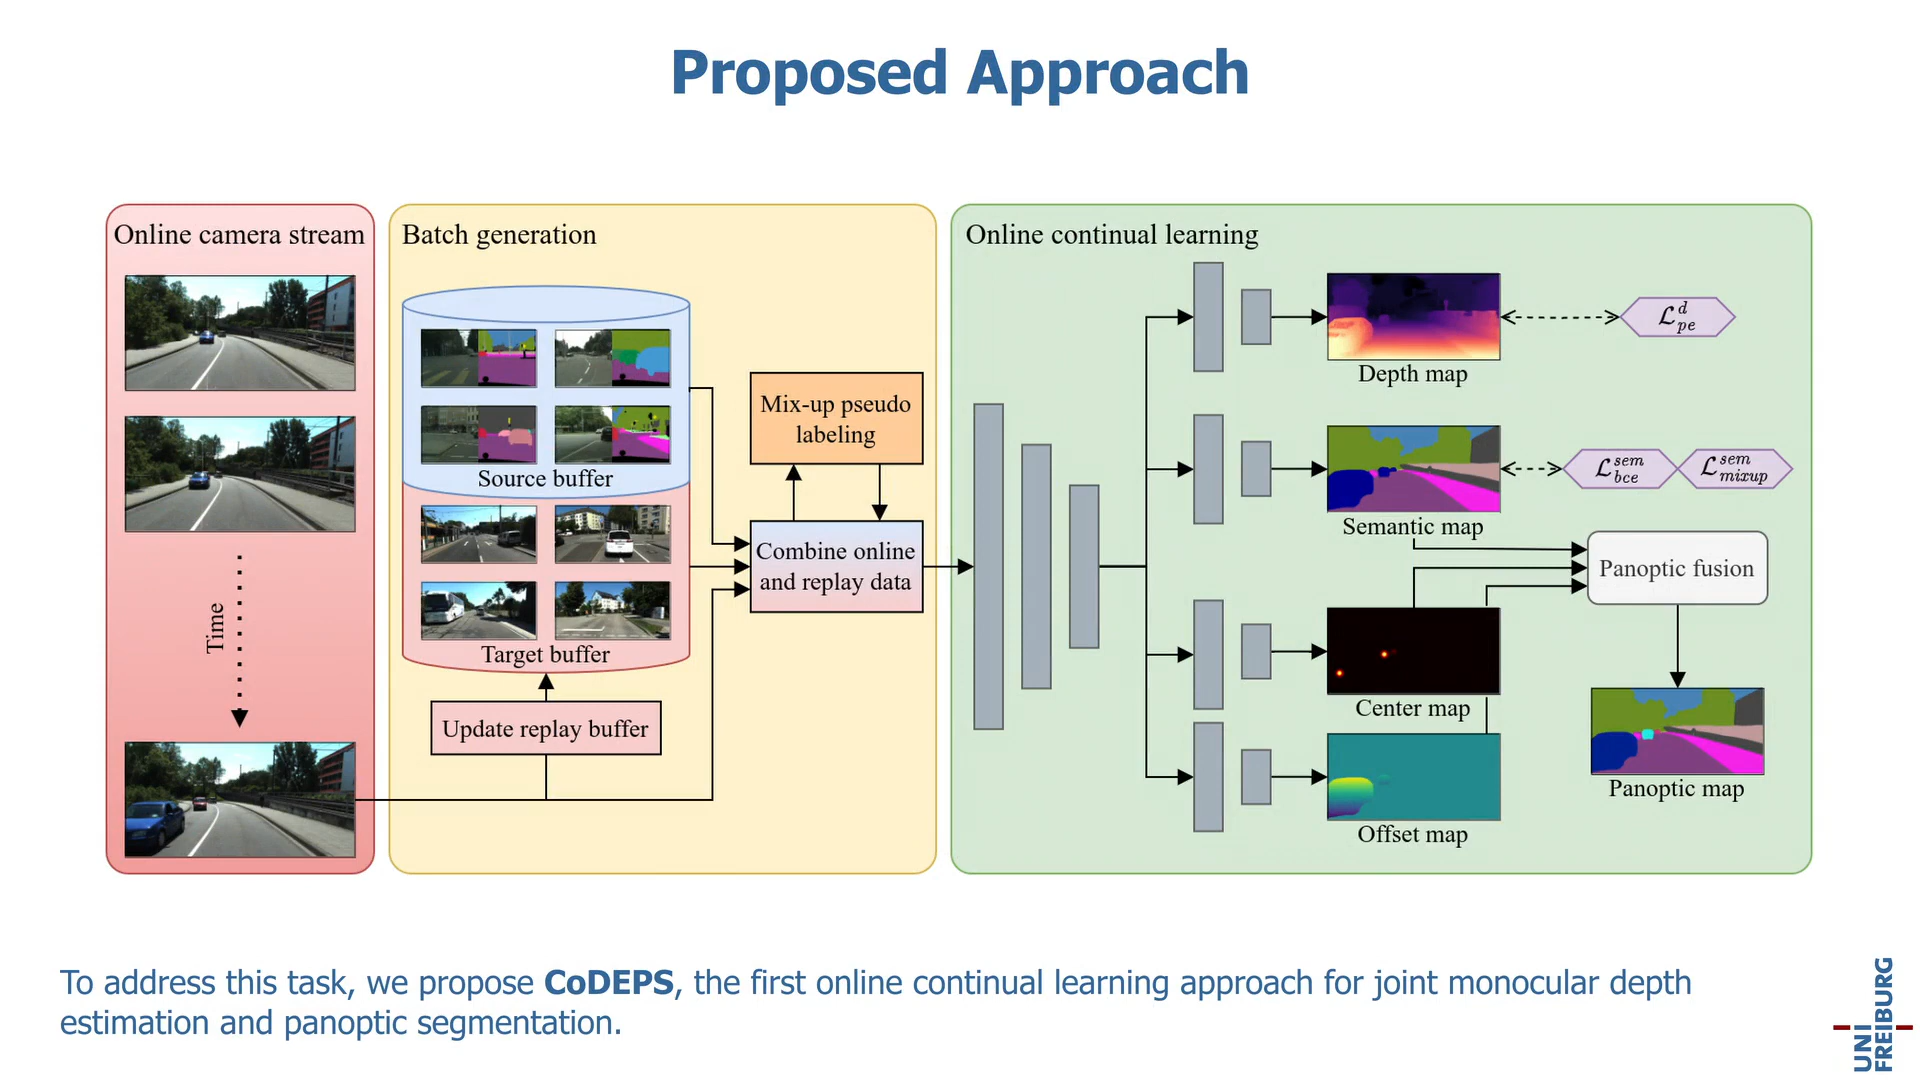 Proposed Approach
Online camera stream
Time
Batch generation
Source buffer
Target buffer
Update replay buffer
Mix-up pseudo
labeling
Combine online
and replay data
Online continual learning
Depth map
Semantic map
Center map
Offset map
ℒ^d_pe
ℒ^sem_bce
ℒ^sem_mixup
Panoptic fusion
Panoptic map
To address this task, we propose CoDEPS, the first online continual learning approach for joint monocular depth
estimation and panoptic segmentation.
UNI
FREIBURG